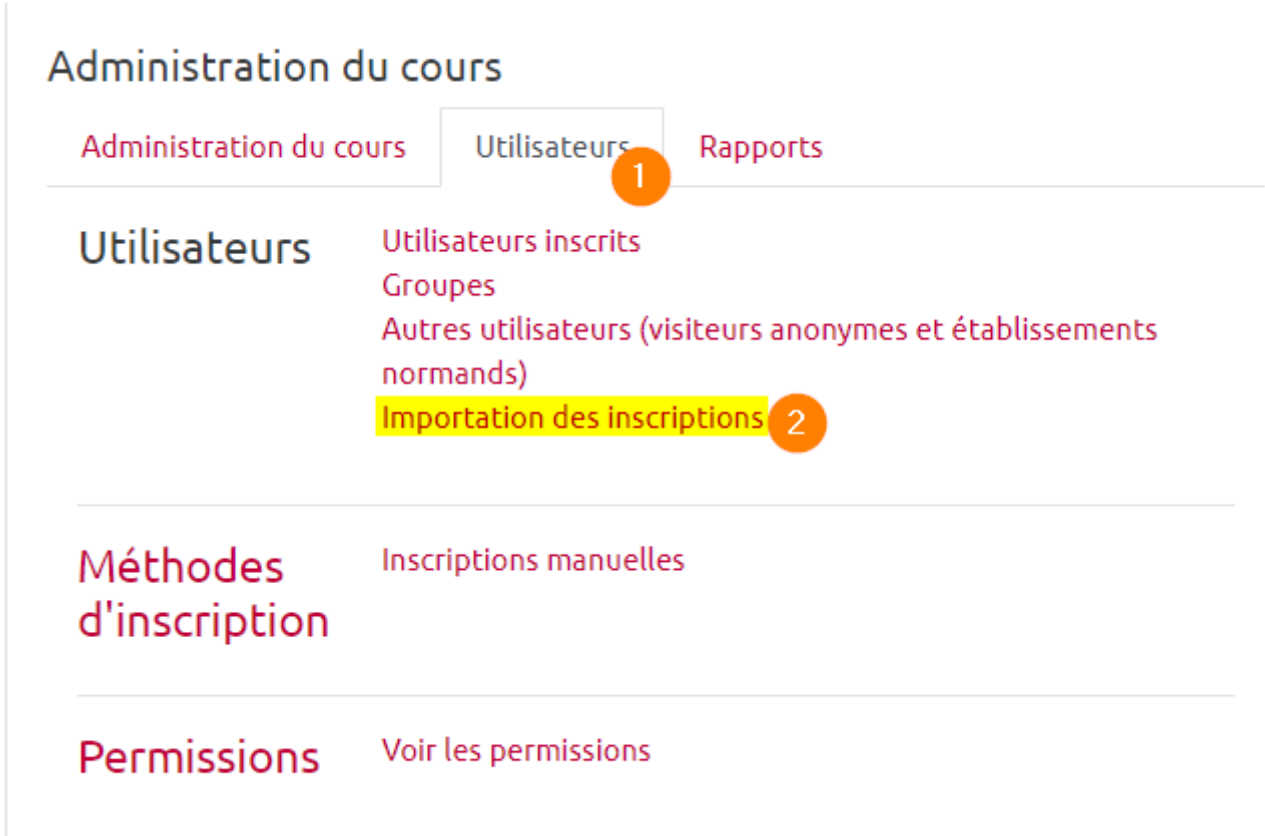 Administration du cours
Administration du cours Utilisateurs Rapports
1
Utilisateurs Utilisateurs inscrits
Groupes
Autres utilisateurs (visiteurs anonymes et établissements
normands)
Importation des inscriptions 2
Méthodes Inscriptions manuelles
d'inscription
Permissions Voir les permissions